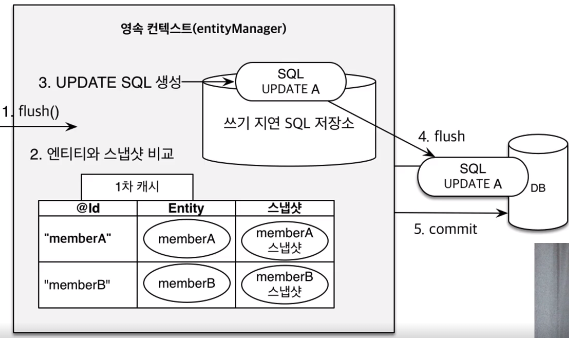 영속 컨텍스트(entityManager)
3. UPDATE SQL 생성
SQL
UPDATE A
1. flush()
쓰기 지연 SQL 저장소
4. flush
2. 엔티티와 스냅샷 비교
SQL
UPDATE A
DB
1차 캐시
@Id Entity 스냅샷
5. commit
"memberA" memberA memberA
스냅샷
"memberB" memberB memberB
스냅샷